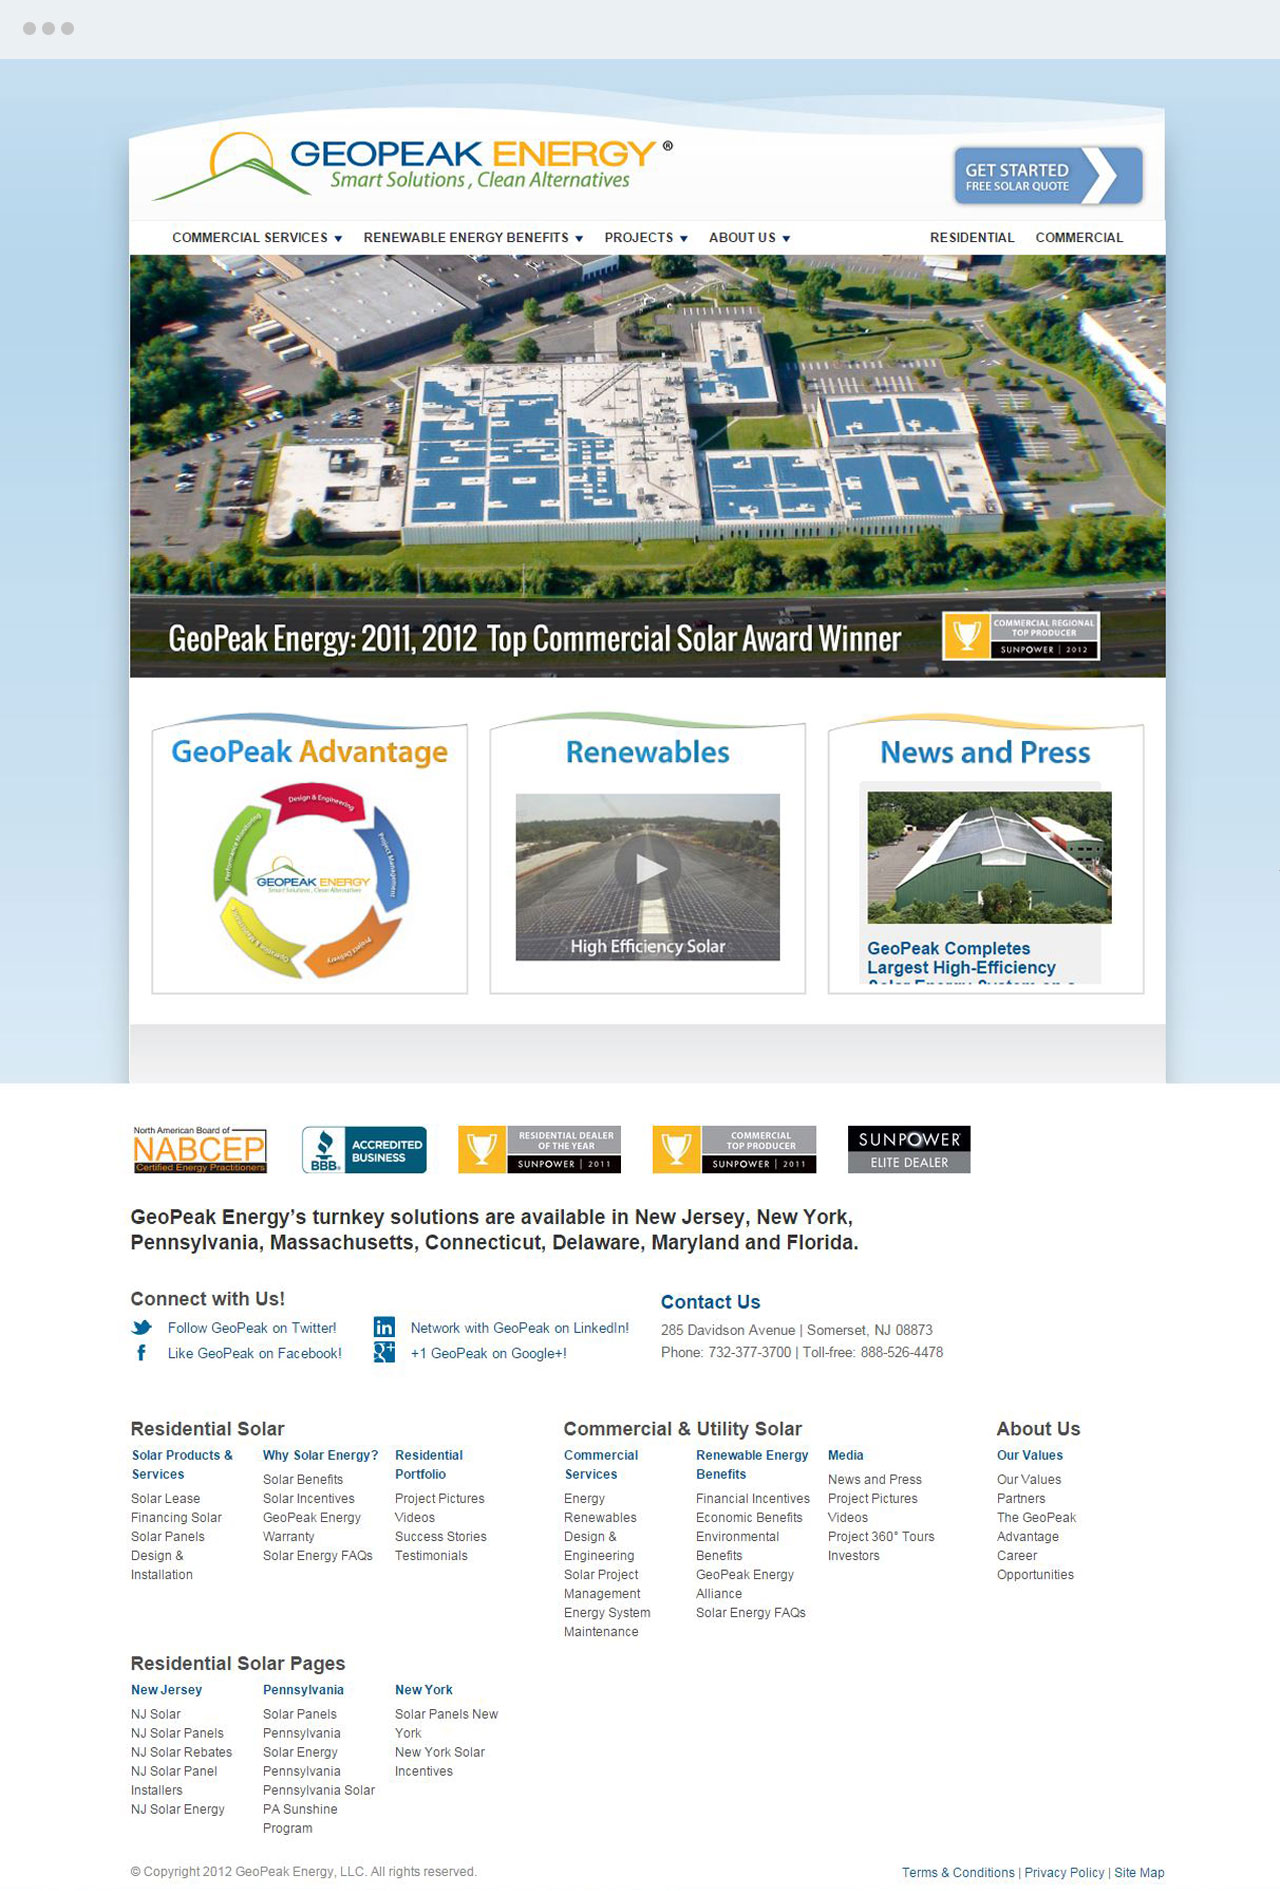 GEOPEAK ENERGY ®
Smart Solutions, Clean Alternatives
GET STARTED
FREE SOLAR QUOTE
COMMERCIAL SERVICES RENEWABLE ENERGY BENEFITS PROJECTS ABOUT US RESIDENTIAL COMMERCIAL
GeoPeak Energy: 2011, 2012 Top Commercial Solar Award Winner
COMMERCIAL REGIONAL
TOP PRODUCER
SUNPOWER | 2012
GeoPeak Advantage
Design & Engineering
Project Management
Project Delivery
Operation & Maintenance
Performance Monitoring
GEOPEAK ENERGY
Smart Solutions, Clean Alternatives
Renewables
High Efficiency Solar
News and Press
GeoPeak Completes
Largest High-Efficiency
Solar Energy System on a
North American Board of
NABCEP
Certified Energy Practitioners
BBB.
ACCREDITED
BUSINESS
RESIDENTIAL DEALER
OF THE YEAR
SUNPOWER | 2011
COMMERCIAL
TOP PRODUCER
SUNPOWER | 2011
SUNPOWER
ELITE DEALER
GeoPeak Energy's turnkey solutions are available in New Jersey, New York,
Pennsylvania, Massachusetts, Connecticut, Delaware, Maryland and Florida.
Connect with Us!
Follow GeoPeak on Twitter!
Like GeoPeak on Facebook!
Network with GeoPeak on LinkedIn!
+1 GeoPeak on Google+!
Contact Us
285 Davidson Avenue | Somerset, NJ 08873
Phone: 732-377-3700 | Toll-free: 888-526-4478
Residential Solar
Solar Products &
Services
Solar Lease
Financing Solar
Solar Panels
Design &
Installation
Why Solar Energy?
Solar Benefits
Solar Incentives
GeoPeak Energy
Warranty
Solar Energy FAQs
Residential
Portfolio
Project Pictures
Videos
Success Stories
Testimonials
Commercial & Utility Solar
Commercial
Services
Energy
Renewables
Design &
Engineering
Solar Project
Management
Energy System
Maintenance
Renewable Energy
Benefits
Financial Incentives
Economic Benefits
Environmental
Benefits
GeoPeak Energy
Alliance
Solar Energy FAQs
Media
News and Press
Project Pictures
Videos
Project 360° Tours
Investors
About Us
Our Values
Our Values
Partners
The GeoPeak
Advantage
Career
Opportunities
Residential Solar Pages
New Jersey
NJ Solar
NJ Solar Panels
NJ Solar Rebates
NJ Solar Panel
Installers
NJ Solar Energy
Pennsylvania
Solar Panels
Pennsylvania
Solar Energy
Pennsylvania
Pennsylvania Solar
PA Sunshine
Program
New York
Solar Panels New
York
New York Solar
Incentives
© Copyright 2012 GeoPeak Energy, LLC. All rights reserved.
Terms & Conditions | Privacy Policy | Site Map